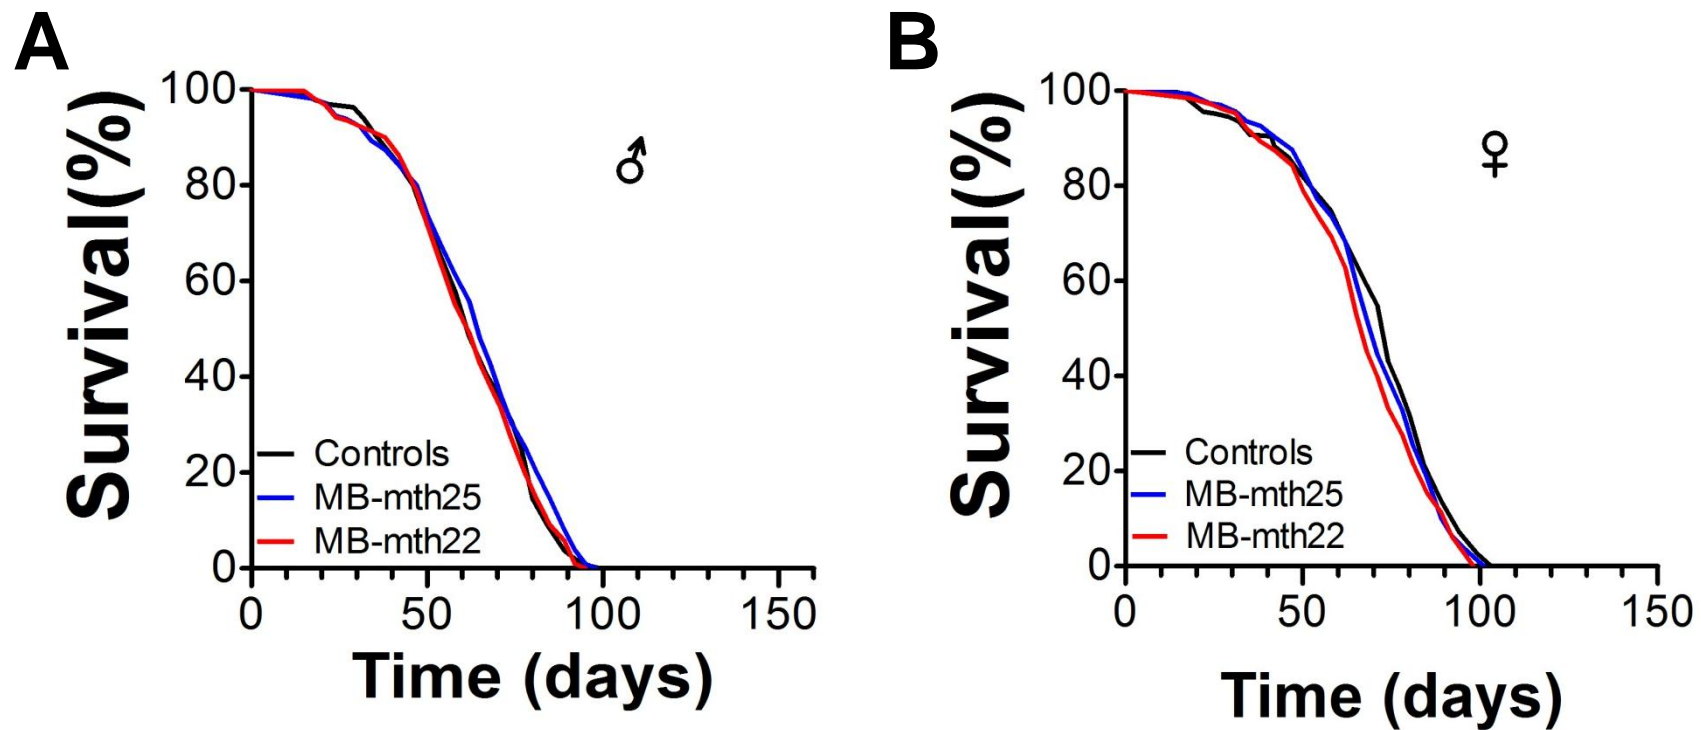 A
Survival(%)
100
80
60
40
20
0
Controls
MB-mth25
MB-mth22
♂
0 50 100 150
Time (days)
B
Survival(%)
100
80
60
40
20
0
Controls
MB-mth25
MB-mth22
♀
0 50 100 150
Time (days)